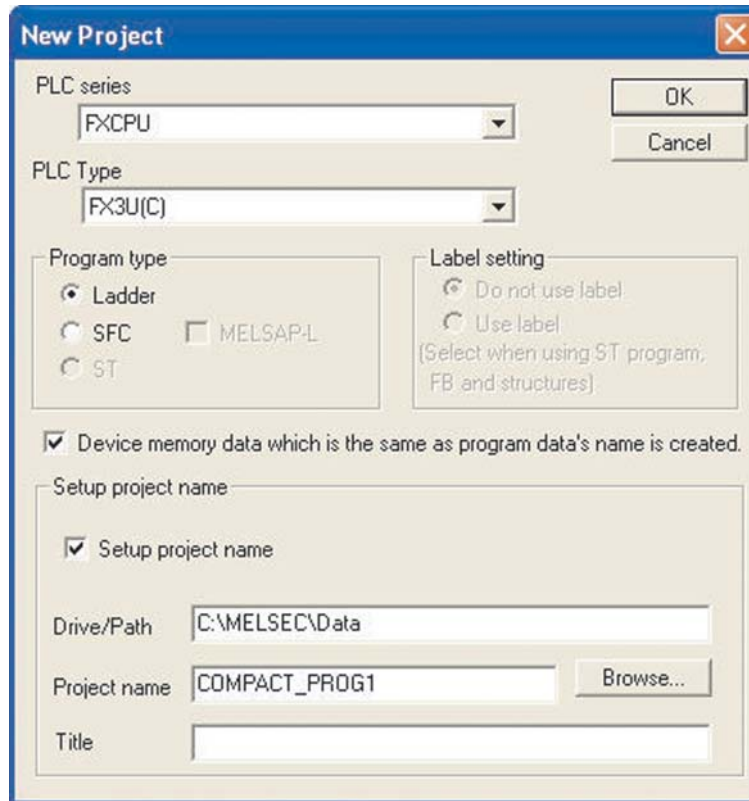 New Project
PLC series
FXCPU
OK
Cancel
PLC Type
FX3U(C)
Program type
Ladder
SFC
MELSAP-L
ST
Label setting
Do not use label
Use label
(Select when using ST program,
FB and structures)
Device memory data which is the same as program data's name is created.
Setup project name
Setup project name
Drive/Path
C:\MELSEC\Data
Project name
COMPACT_PROG1
Browse...
Title